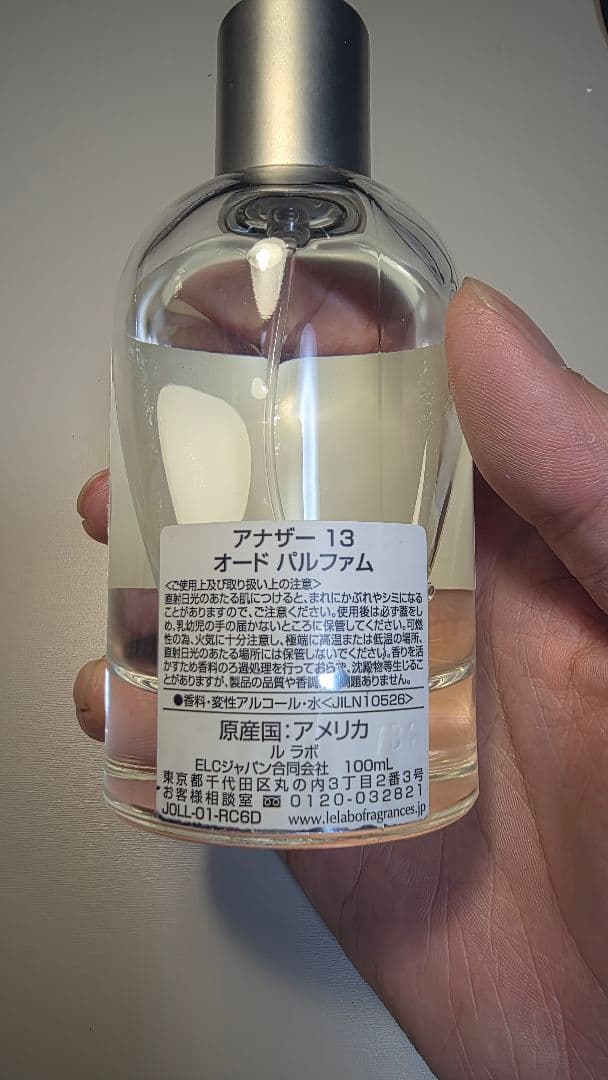 アナザー 13
オード パルファム
<ご使用上及び取り扱い上の注意>
直射日光のあたる肌につけると、まれにかぶれやシミになる
ことがありますので、ご注意ください。使用後は必ず蓋をし
め、乳幼児の手の届かないところに保管してください。可燃
性の為、火気に十分注意し、極端に高温または低温の場所、
直射日光のあたる場所には保管しないでください。香りを活
かすため香料のろ過処理を行っておらず、沈殿物等生じるこ
とがありますが、製品の品質や香調 問題ありません。
●香料・変性アルコール・水<JILN10526>
原産国:アメリカ
ル ラボ
ELCジャパン合同会社 100mL
東京都千代田区丸の内3丁目2番3号
お客様相談室 0120-032821
J0LL-01-RC6D www.lelabofragrances.jp